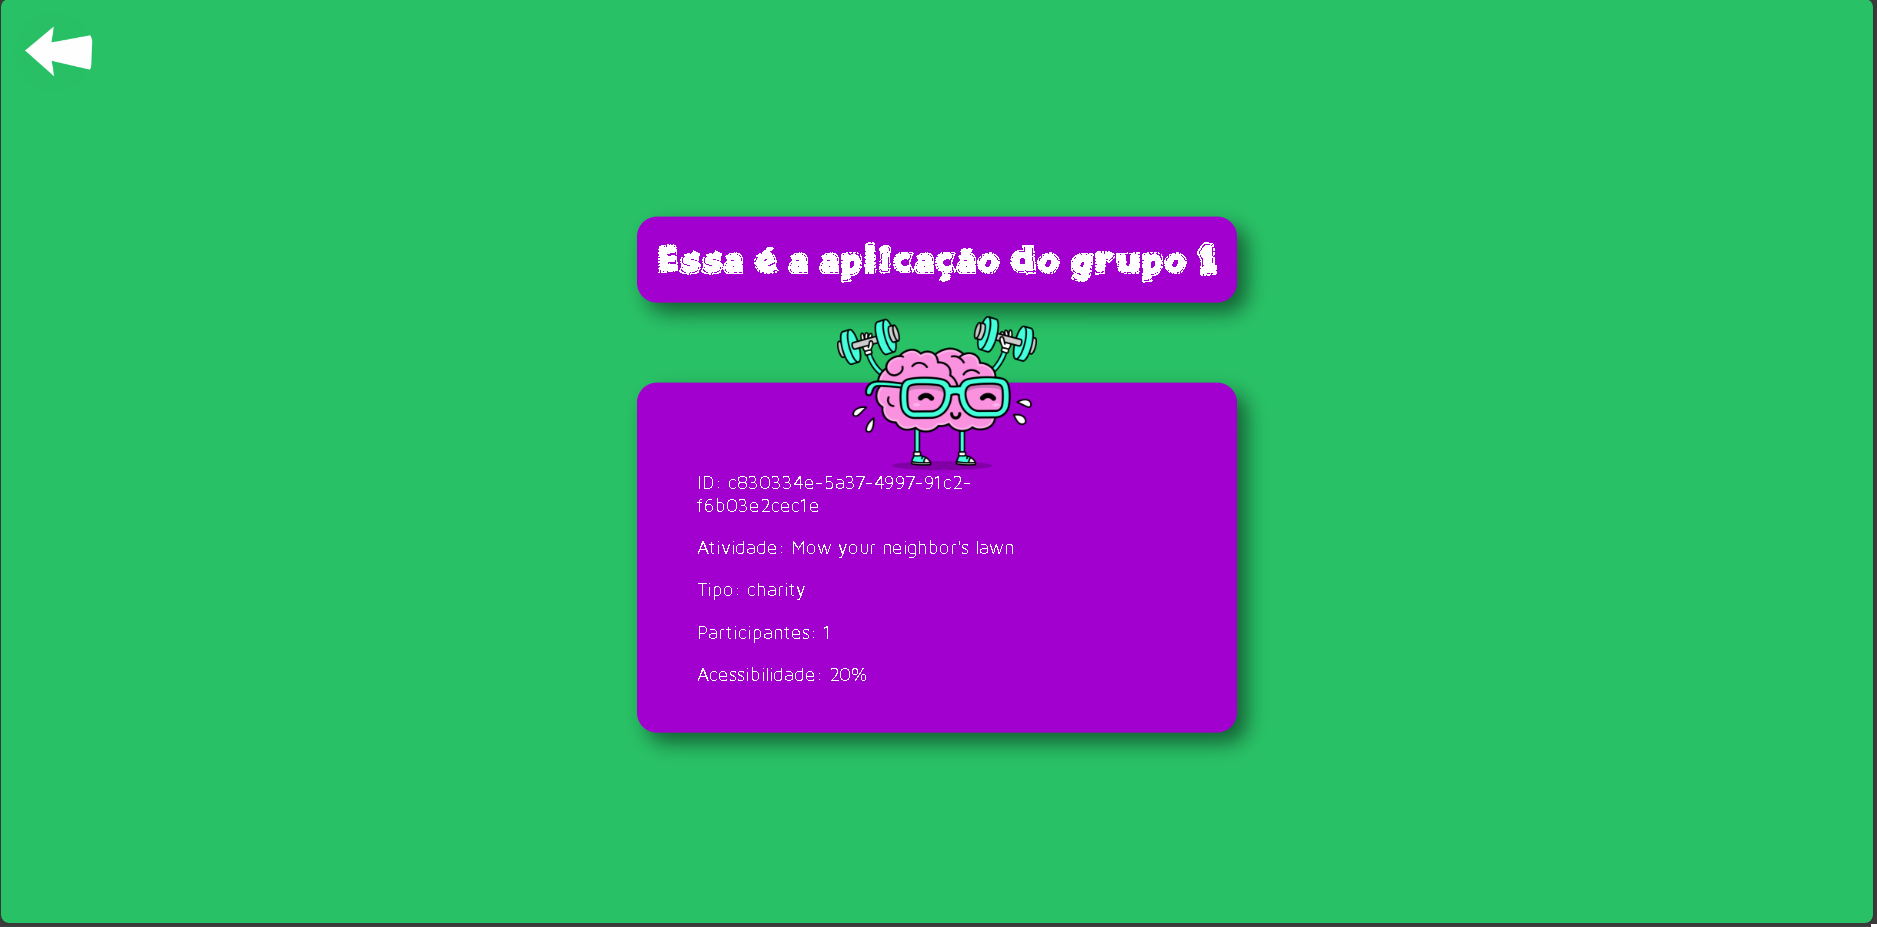 Essa é a aplicação do grupo 1
ID: c830334e-5a37-4997-91c2-
f6b03e2cec1e
Atividade: Mow your neighbor's lawn
Tipo: charity
Participantes: 1
Acessibilidade: 20%